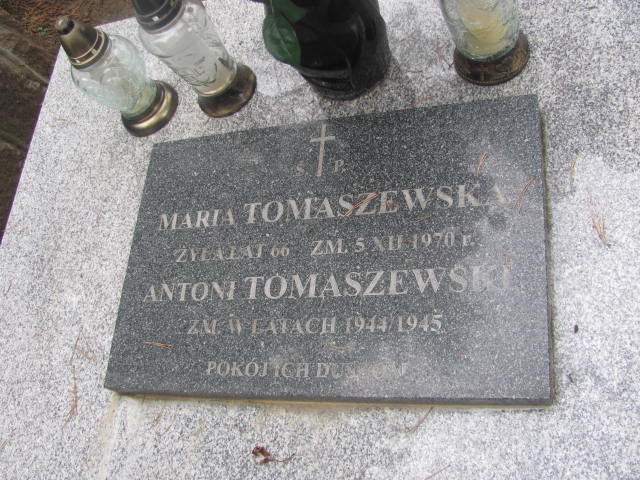 Ś. P.
MARIA TOMASZEWSKA
ŻYŁA LAT 66 ZM. 5 XII 1970 r.
ANTONI TOMASZEWSKI
ZM. W LATACH 1944/1945
POKÓJ ICH DUSZOM